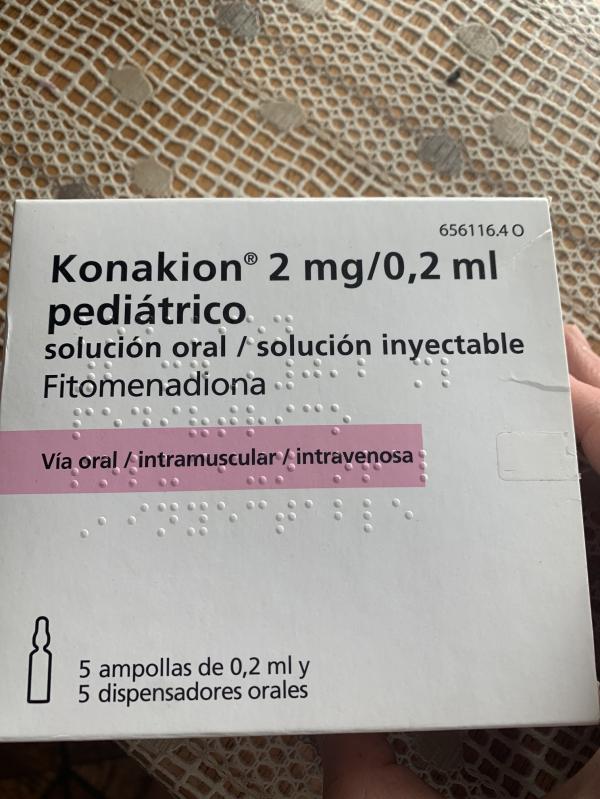 656116.4 O
Konakion® 2 mg/0,2 ml
pediátrico
solución oral / solución inyectable
Fitomenadiona
Vía oral / intramuscular / intravenosa
5 ampollas de 0,2 ml y
5 dispensadores orales